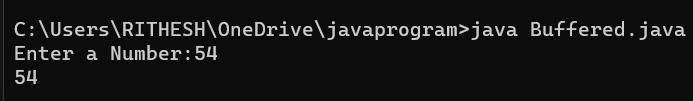 C:\Users\RITHESH\OneDrive\javaprogram>java Buffered.java
Enter a Number:54
54